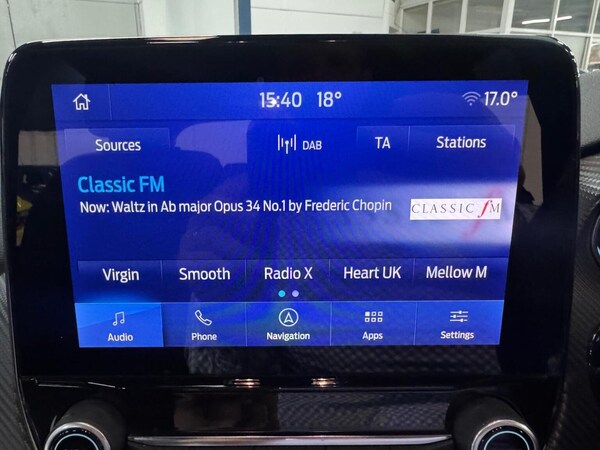 15:40 18° 17.0°
Sources DAB TA Stations
Classic FM
Now: Waltz in Ab major Opus 34 No.1 by Frederic Chopin
CLASSIC fM
Virgin Smooth Radio X Heart UK Mellow M
Audio Phone Navigation Apps Settings